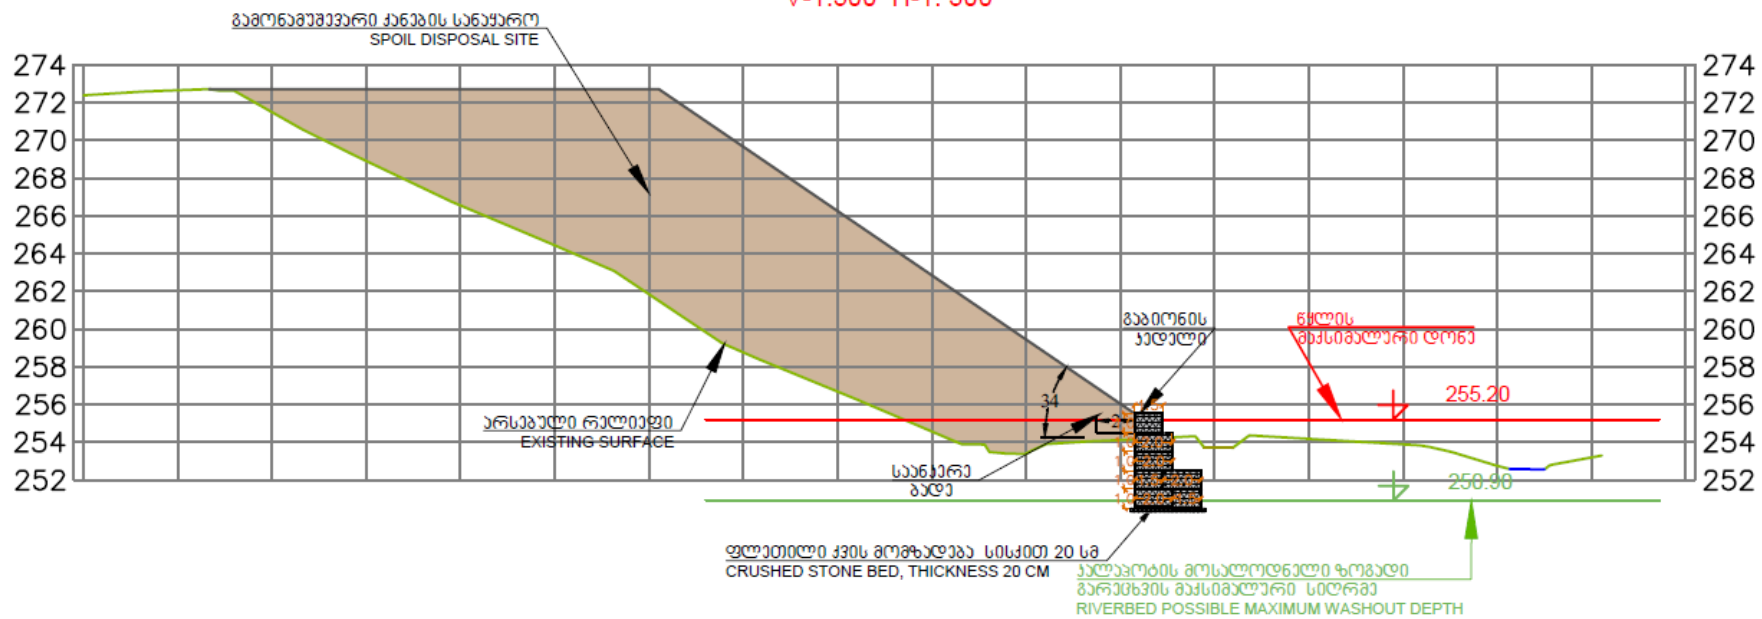 გამონამუშევარი ქანების სანაყარო
SPOIL DISPOSAL SITE
274
272
270
268
266
264
262
260
258
256
254
252
274
272
270
268
266
264
262
260
258
256
254
252
გაბიონის
კედელი
წყლის
მაქსიმალური დონე
255.20
34
არსებული რელიეფი
EXISTING SURFACE
საანკერე
ბადე
250.90
ფლეთილი ქვის მომზადება სისქით 20 სმ
CRUSHED STONE BED, THICKNESS 20 CM
კალაპოტის მოსალოდნელი ზოგადი
გარეცხვის მაქსიმალური სიღრმე
RIVERBED POSSIBLE MAXIMUM WASHOUT DEPTH